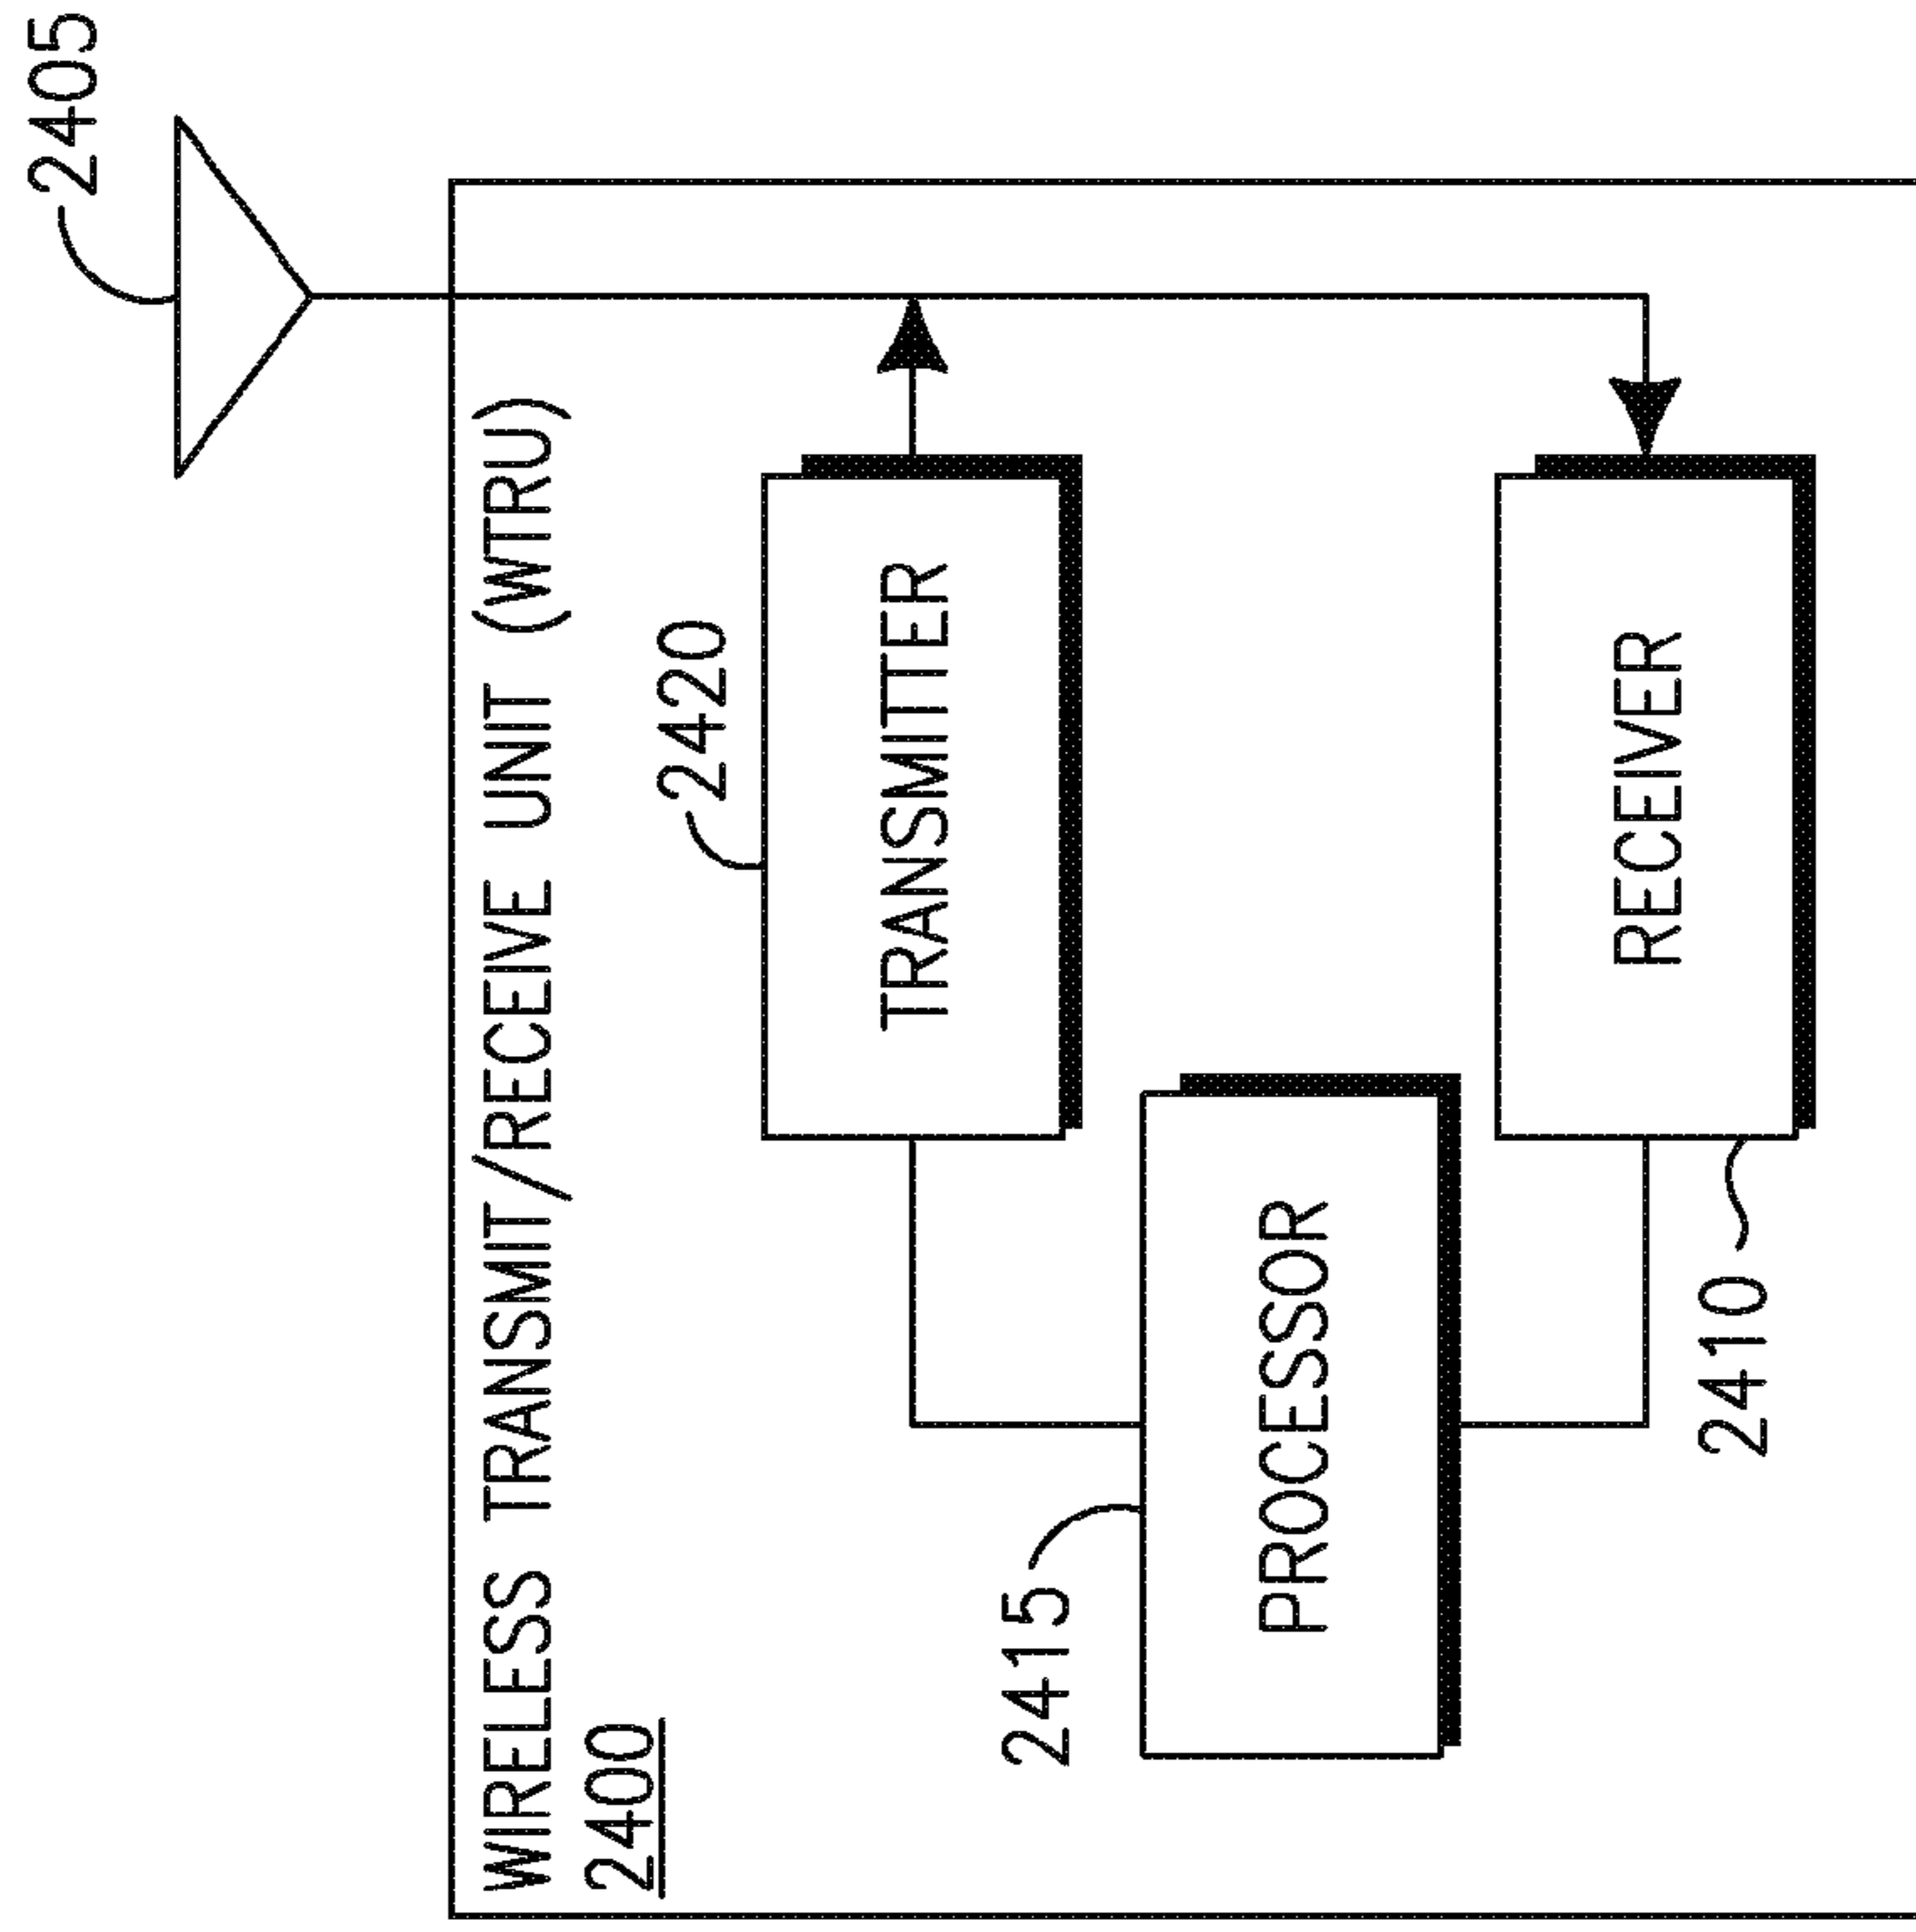 2405
WIRELESS TRANSMIT/RECEIVE UNIT (WTRU)
2400
2420
TRANSMITTER
2415
PROCESSOR
RECEIVER
2410